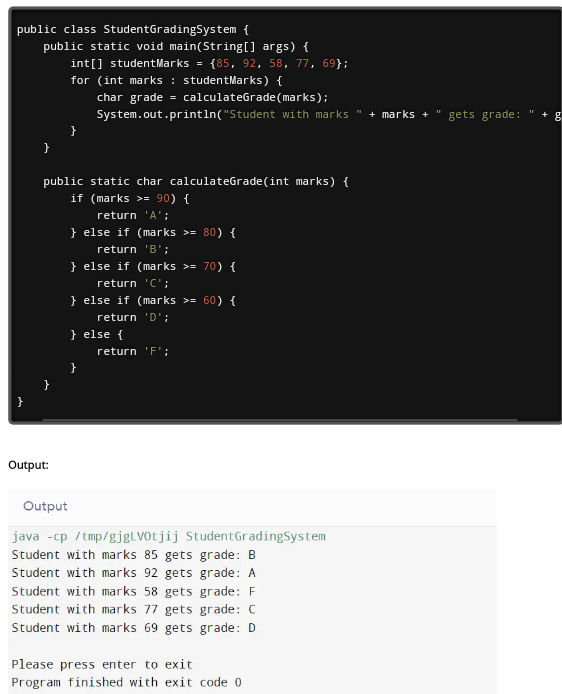 public class StudentGradingSystem {
    public static void main(String[] args) {
        int[] studentMarks = {85, 92, 58, 77, 69};
        for (int marks : studentMarks) {
            char grade = calculateGrade(marks);
            System.out.println("Student with marks " + marks + " gets grade: " + g
        }
    }

    public static char calculateGrade(int marks) {
        if (marks >= 90) {
            return 'A';
        } else if (marks >= 80) {
            return 'B';
        } else if (marks >= 70) {
            return 'C';
        } else if (marks >= 60) {
            return 'D';
        } else {
            return 'F';
        }
    }
}
Output:
Output
java -cp /tmp/gjgLVOtjij StudentGradingSystem
Student with marks 85 gets grade: B
Student with marks 92 gets grade: A
Student with marks 58 gets grade: F
Student with marks 77 gets grade: C
Student with marks 69 gets grade: D

Please press enter to exit
Program finished with exit code 0